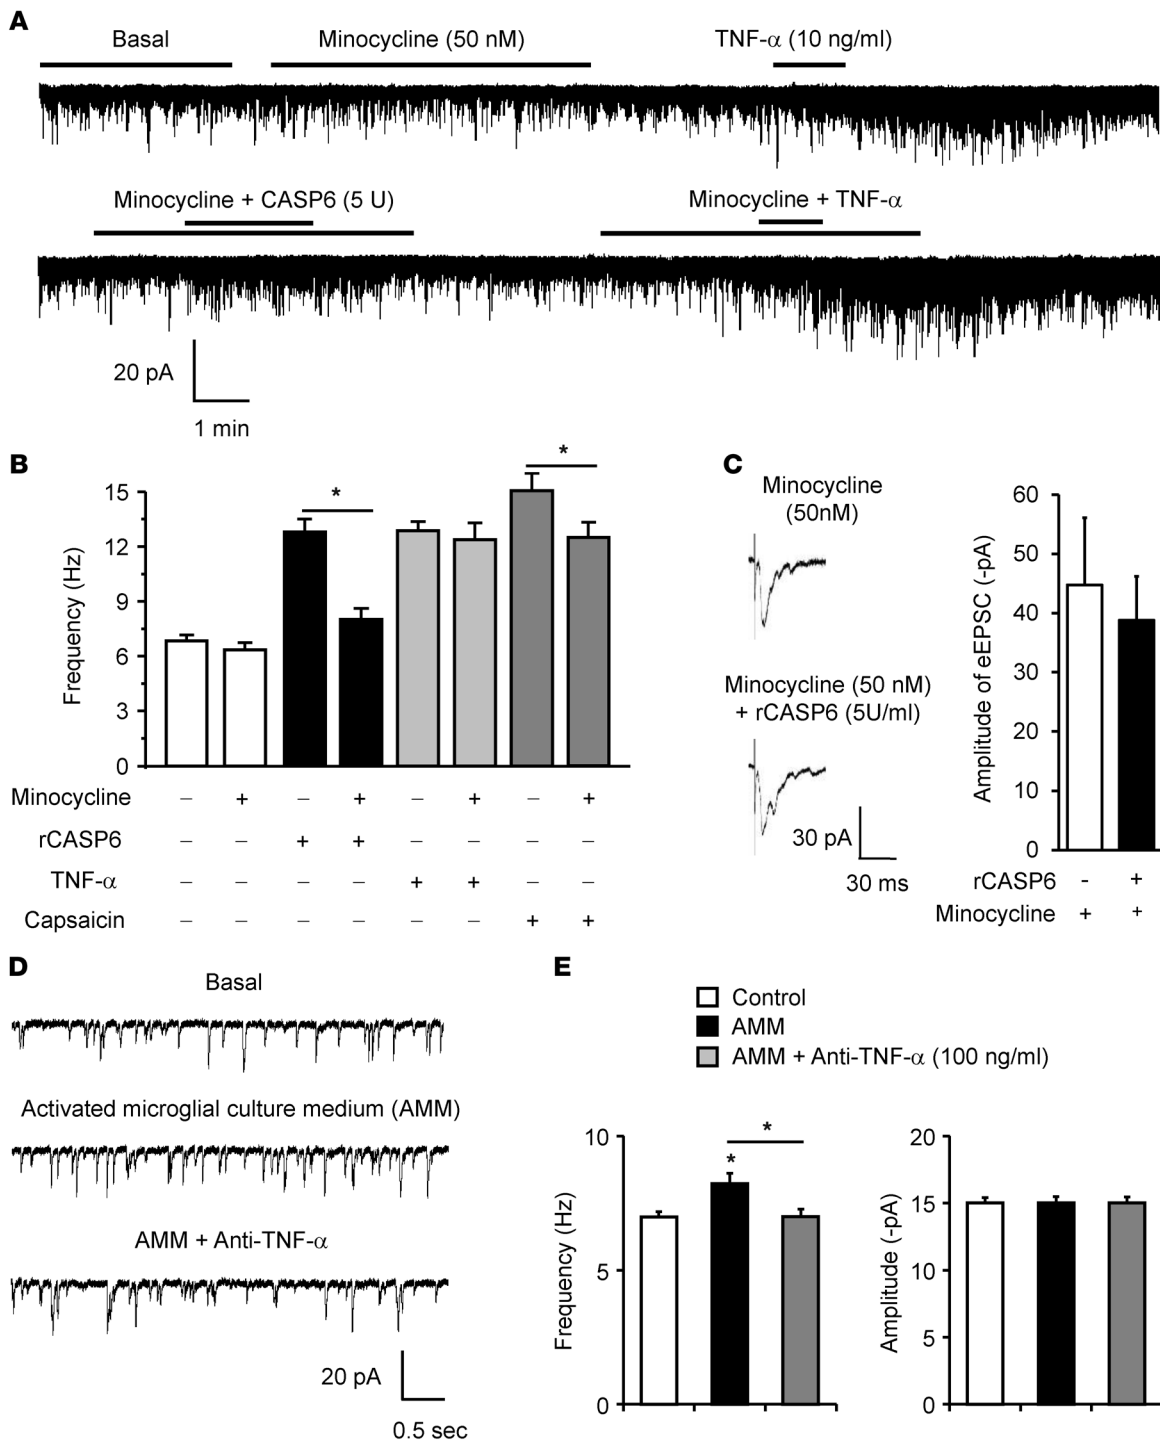 A
Basal
Minocycline (50 nM)
TNF-α (10 ng/ml)
Minocycline + CASP6 (5 U)
Minocycline + TNF-α
20 pA
1 min
B
Frequency (Hz)
15
12
9
6
3
0
*
*
Minocycline – + – + – + – +
rCASP6 – – + + – – – –
TNF-α – – – – + + – –
Capsaicin – – – – – – + +
C
Minocycline
(50nM)
Minocycline (50 nM)
+ rCASP6 (5U/ml)
30 pA
30 ms
Amplitude of eEPSC (-pA)
60
50
40
30
20
10
0
rCASP6 - +
Minocycline + +
D
Basal
Activated microglial culture medium (AMM)
AMM + Anti-TNF-α
20 pA
0.5 sec
E
Control
AMM
AMM + Anti-TNF-α (100 ng/ml)
Frequency (Hz)
10
5
0
*
*
Amplitude (-pA)
20
15
10
5
0